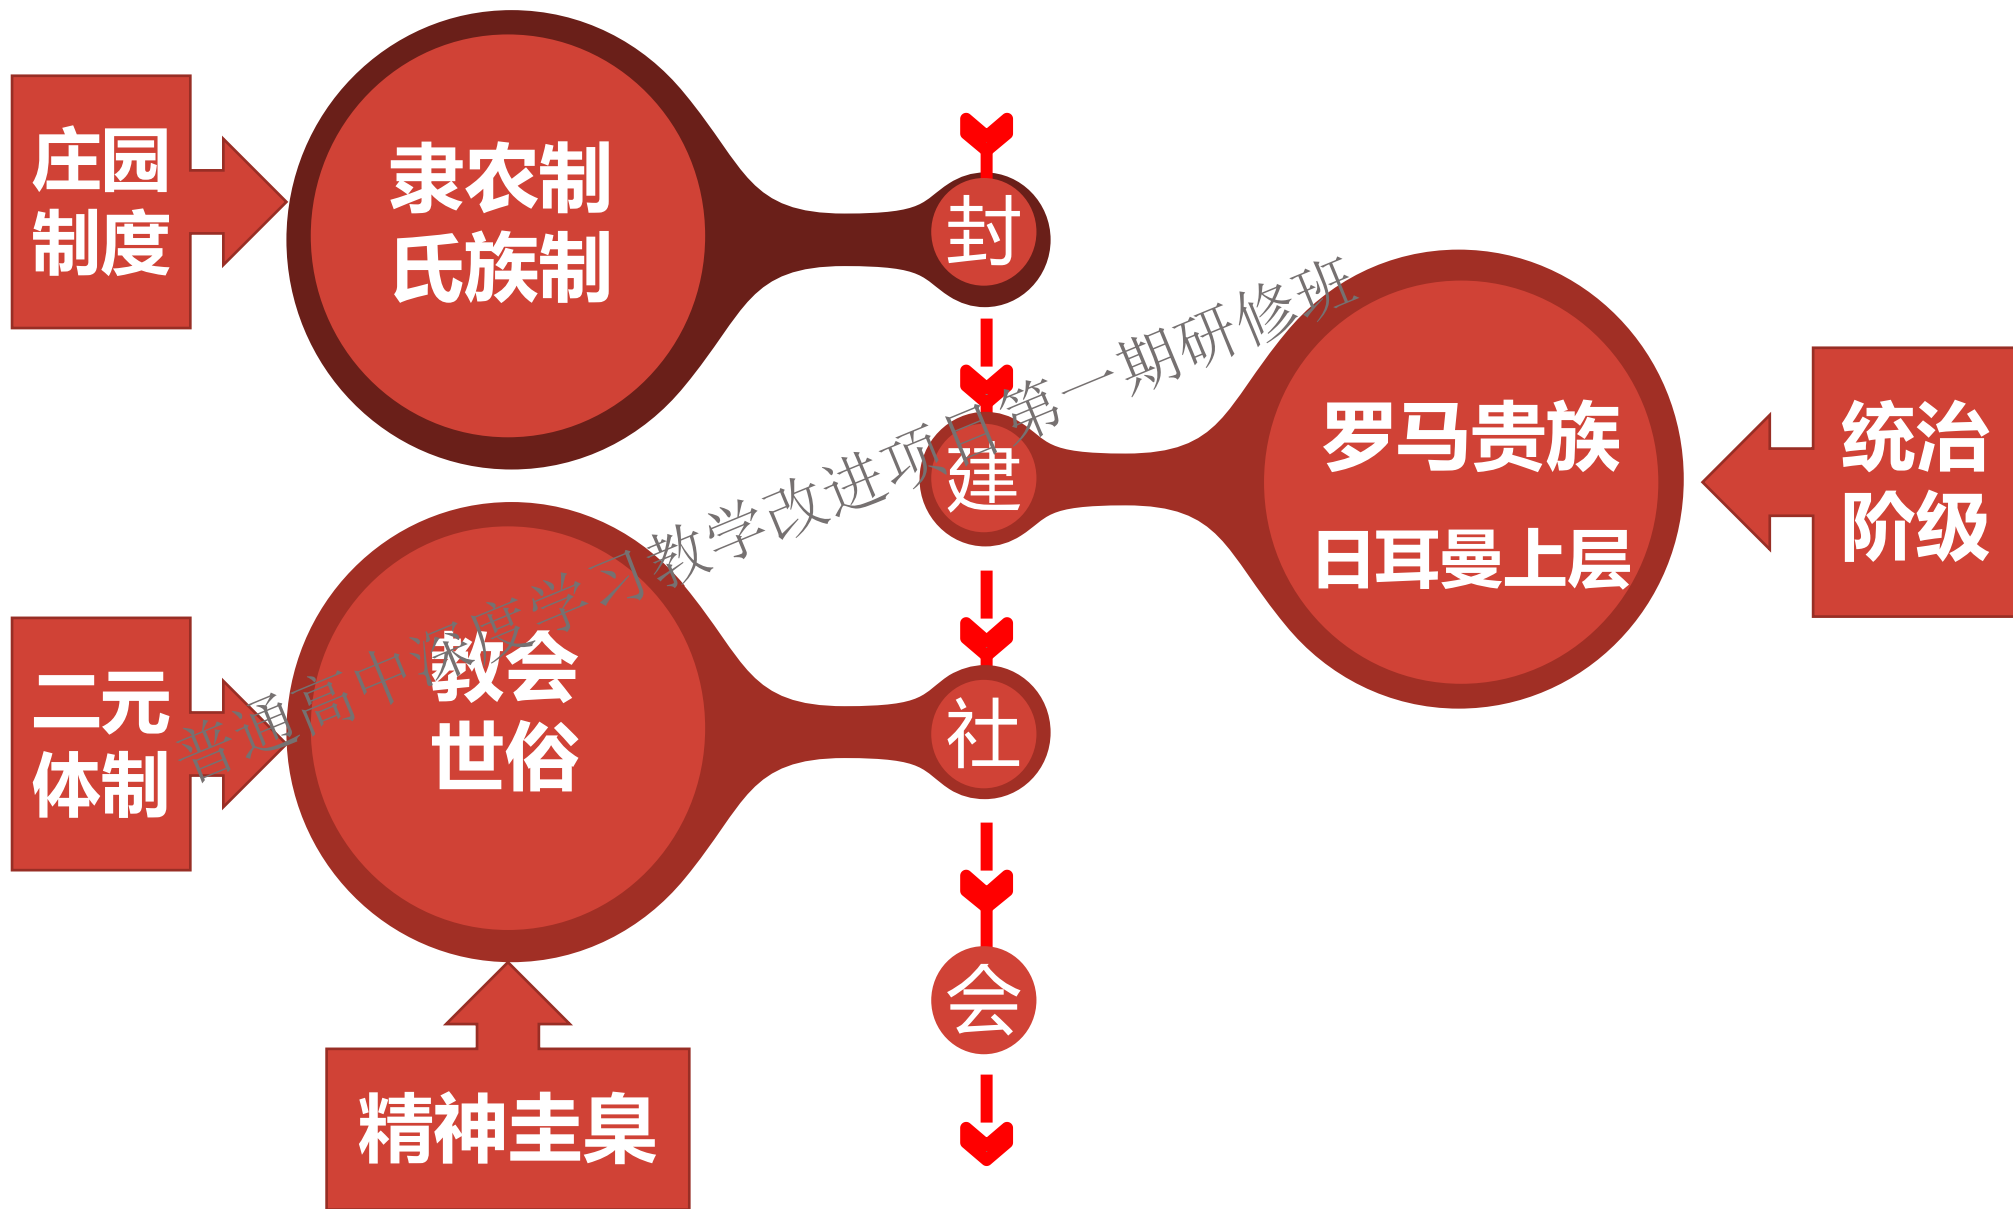 庄园
制度
隶农制
氏族制
封
建
社
会
罗马贵族
日耳曼上层
统治
阶级
二元
体制
教会
世俗
精神圭臬
普通高中深度学习教学改进项目第一期研修班